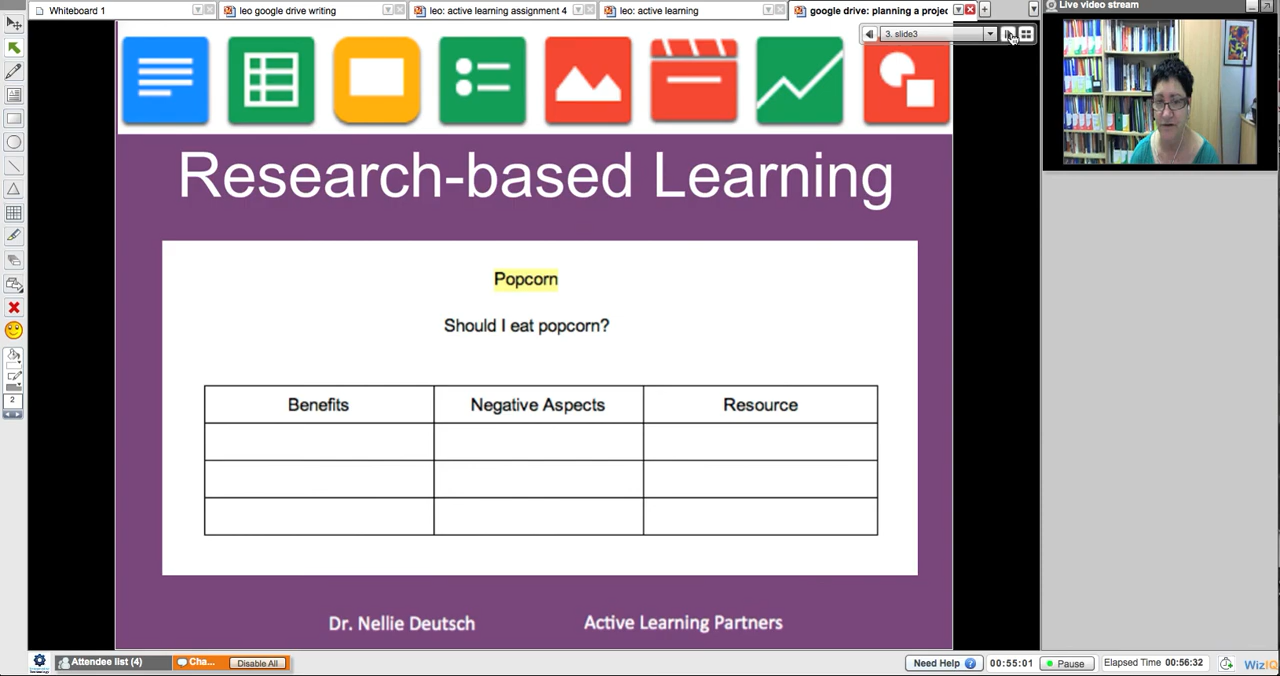 Whiteboard 1
leo google drive writing
leo: active learning assignment 4
leo: active learning
google drive: planning a projec
Live video stream
3. slide3
Research-based Learning
Popcorn
Should I eat popcorn?
Benefits
Negative Aspects
Resource
Dr. Nellie Deutsch
Active Learning Partners
2
Attendee list (4)
Cha...
Disable All
Need Help ?
00:55:01
Pause
Elapsed Time
00:56:32
WizIQ